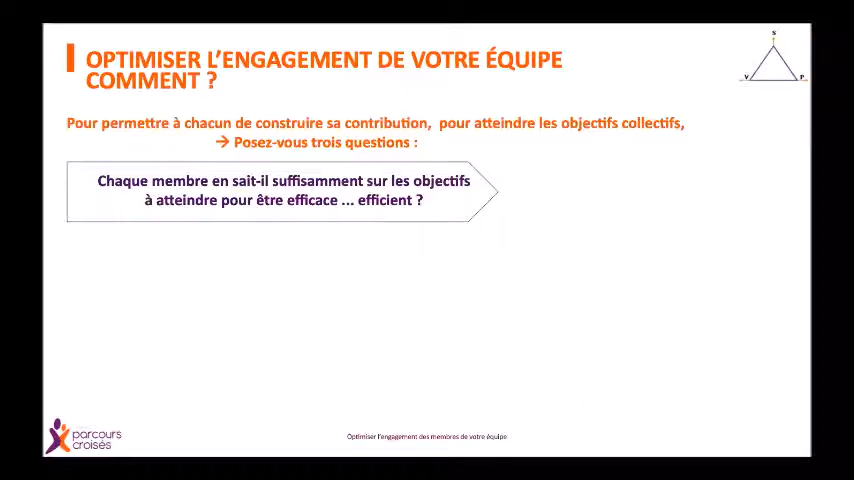 OPTIMISER L'ENGAGEMENT DE VOTRE ÉQUIPE
COMMENT ?
S
V
P
Pour permettre à chacun de construire sa contribution, pour atteindre les objectifs collectifs,
→ Posez-vous trois questions :
Chaque membre en sait-il suffisamment sur les objectifs
à atteindre pour être efficace ... efficient ?
parcours
croisés
Optimiser l'engagement des membres de votre équipe